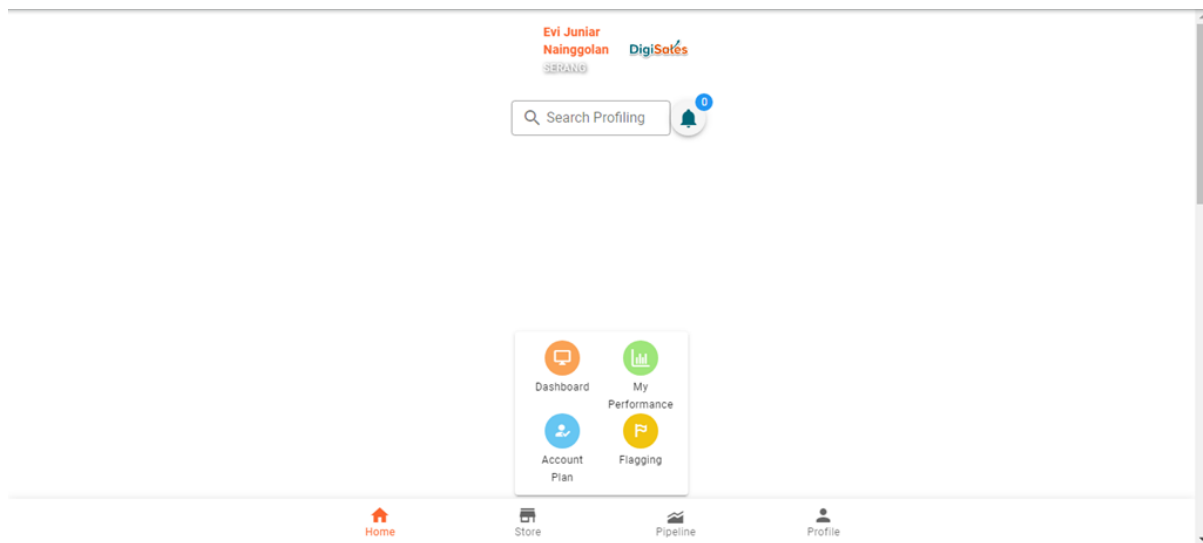 Evi Juniar
Nainggolan
DigiSales
SERANG
Search Profiling
0
Dashboard
My
Performance
Account
Plan
Flagging
Home
Store
Pipeline
Profile